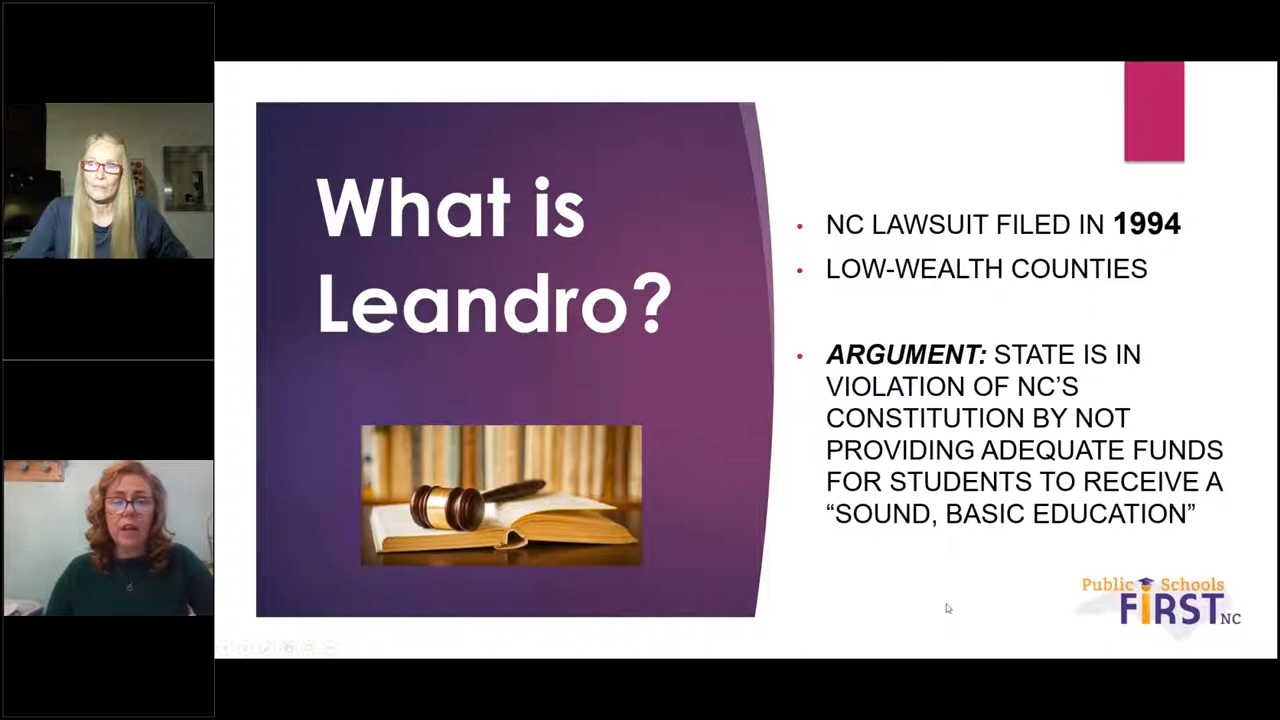 What is
Leandro?
• NC LAWSUIT FILED IN 1994
• LOW-WEALTH COUNTIES
• ARGUMENT: STATE IS IN
VIOLATION OF NC’S
CONSTITUTION BY NOT
PROVIDING ADEQUATE FUNDS
FOR STUDENTS TO RECEIVE A
“SOUND, BASIC EDUCATION”
Public Schools
FiRST NC